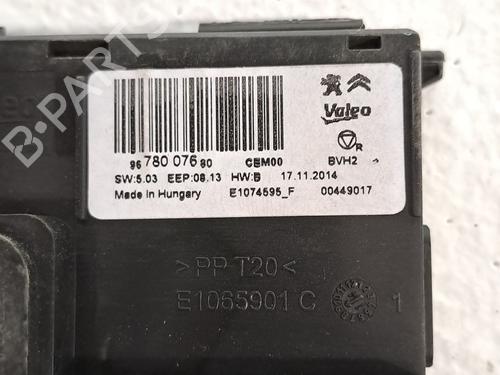 Valeo
R
96 780 076 80 CEM00 BVH2
SW:5.03 EEP:08.13 HW:B 17.11.2014 00449017
Made in Hungary E1074595_F
>PP T20<
E1065901 C 1
B-PARTS